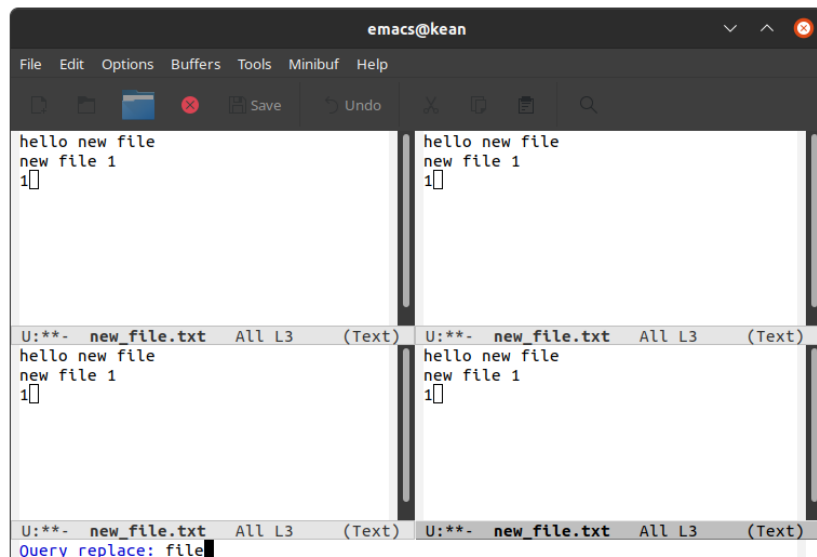 emacs@kean
File Edit Options Buffers Tools Minibuf Help
Save Undo
hello new file
new file 1
1
U:**- new_file.txt All L3 (Text)
hello new file
new file 1
1
U:**- new_file.txt All L3 (Text)
hello new file
new file 1
1
U:**- new_file.txt All L3 (Text)
hello new file
new file 1
1
U:**- new_file.txt All L3 (Text)
Query replace: file